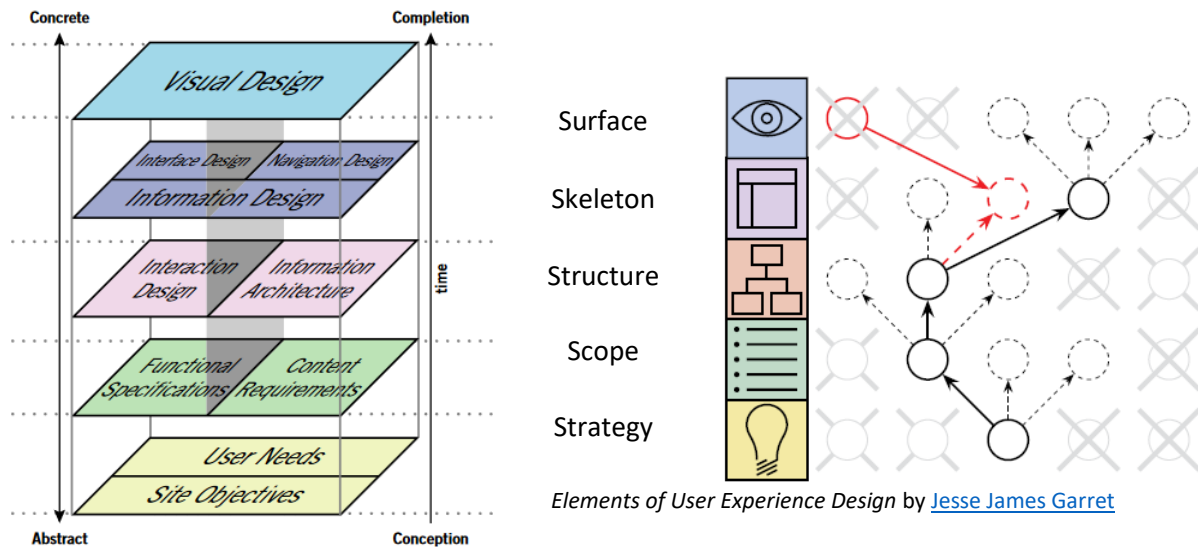 Concrete
Completion
Visual Design
Interface Design
Navigation Design
Information Design
Interaction
Design
Information
Architecture
time
Functional
Specifications
Content
Requirements
User Needs
Site Objectives
Abstract
Conception
Surface
Skeleton
Structure
Scope
Strategy
Elements of User Experience Design by Jesse James Garret